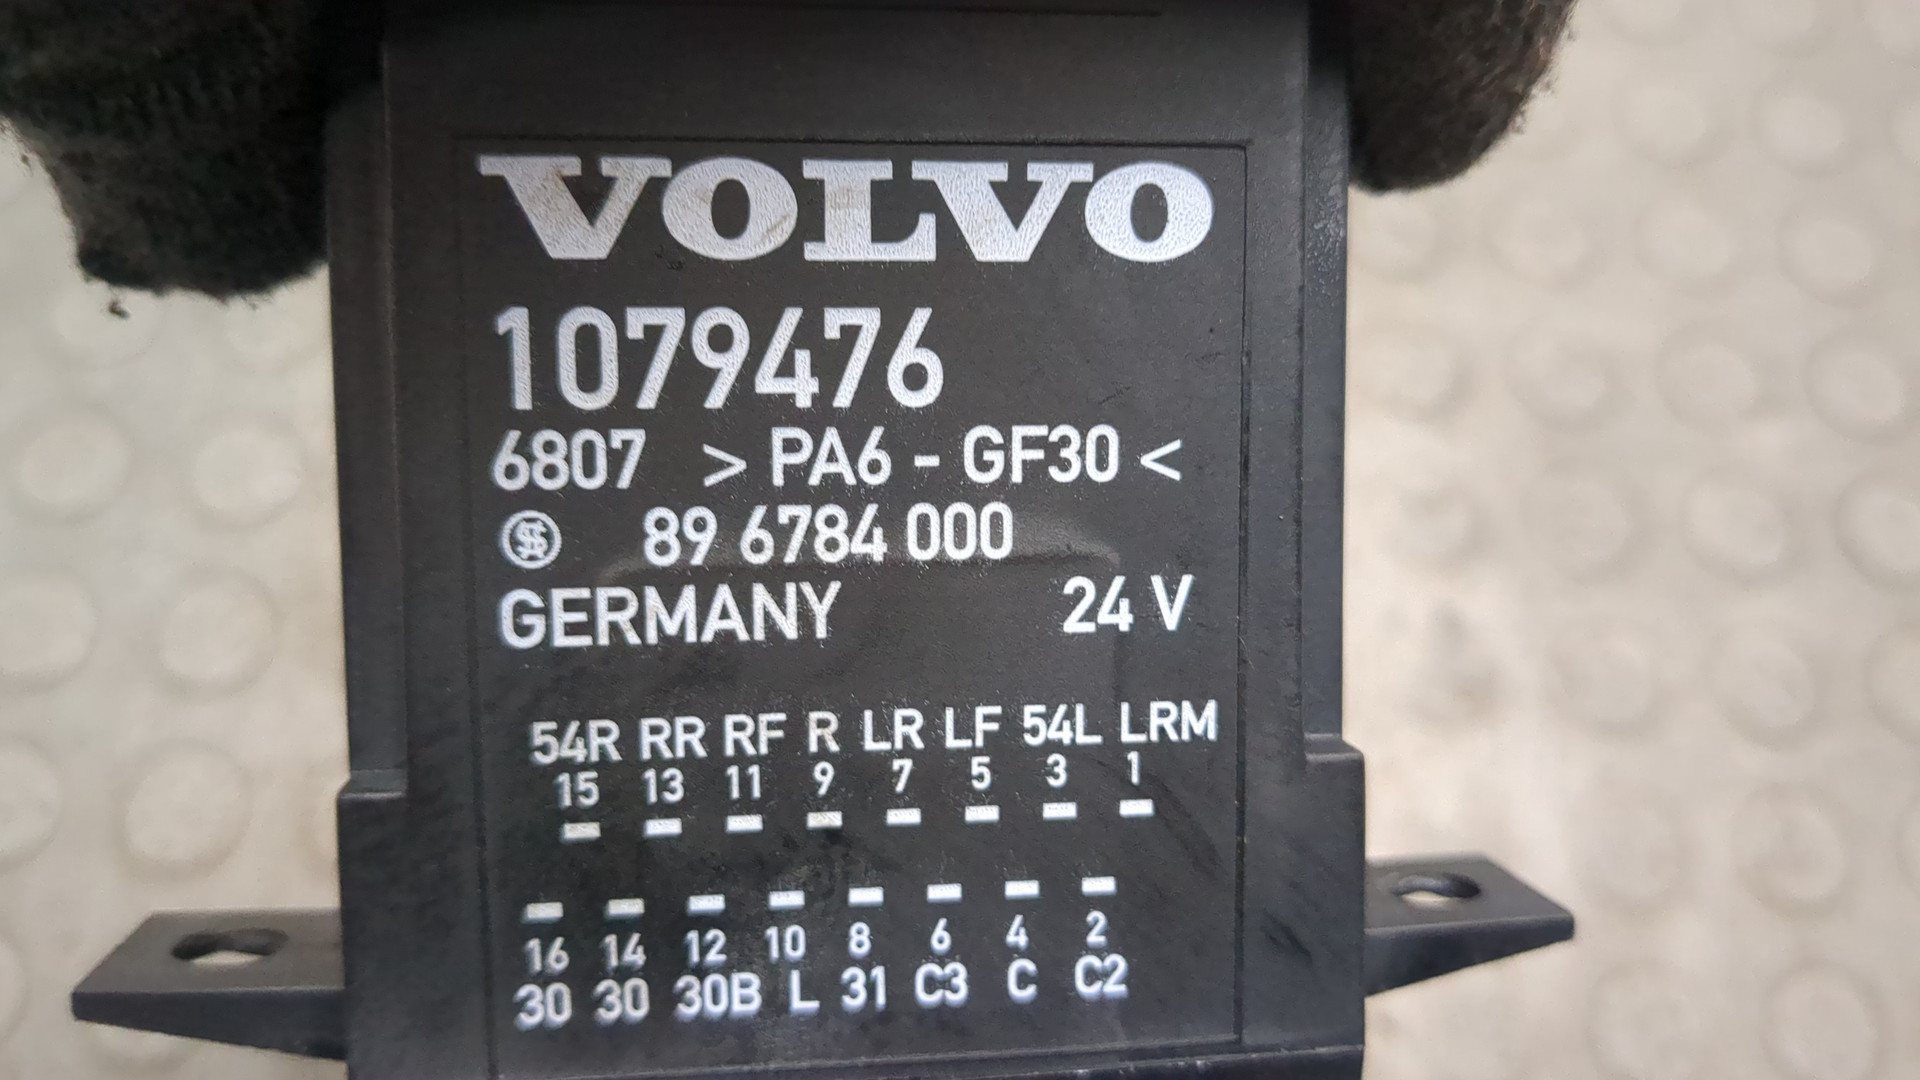 VOLVO
1079476
6807 > PA6 - GF30 <
89 6784 000
GERMANY 24 V
54R RR RF R LR LF 54L LRM
15 13 11 9 7 5 3 1
16 14 12 10 8 6 4 2
30 30 30B L 31 C3 C C2